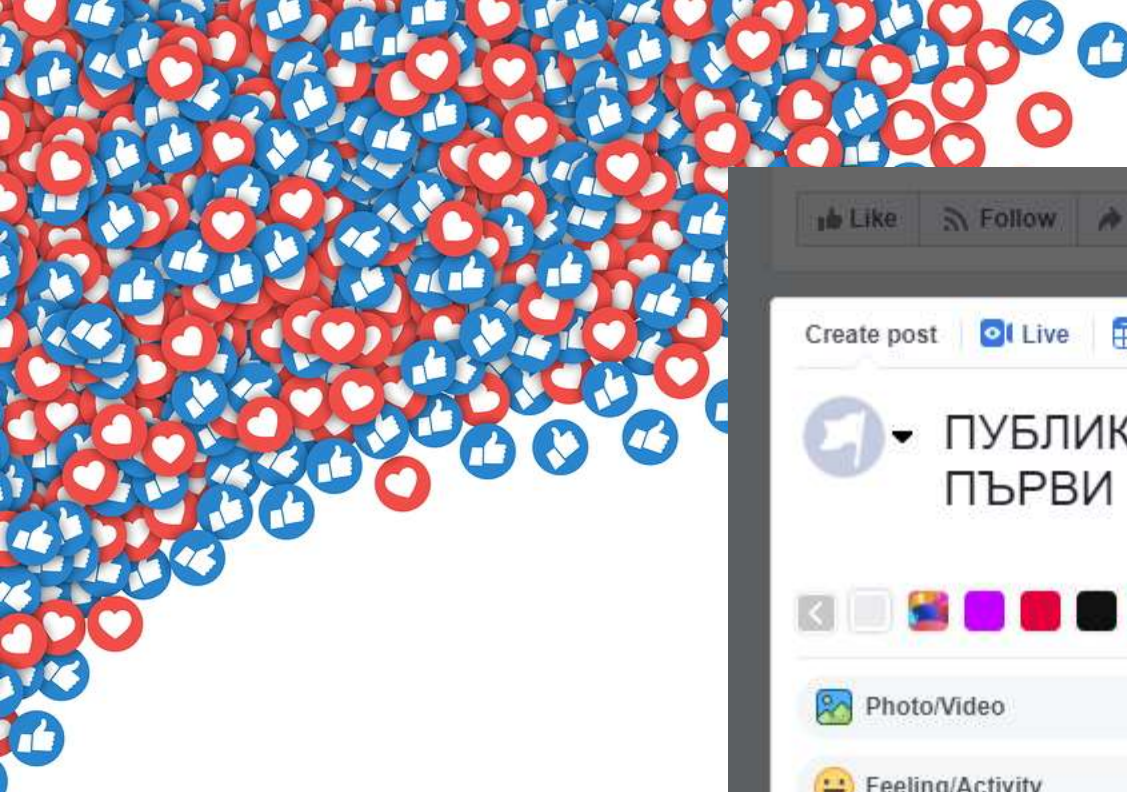 Like Follow
Create post Live
ПУБЛИК
ПЪРВИ
Photo/Video
Feeling/Activity